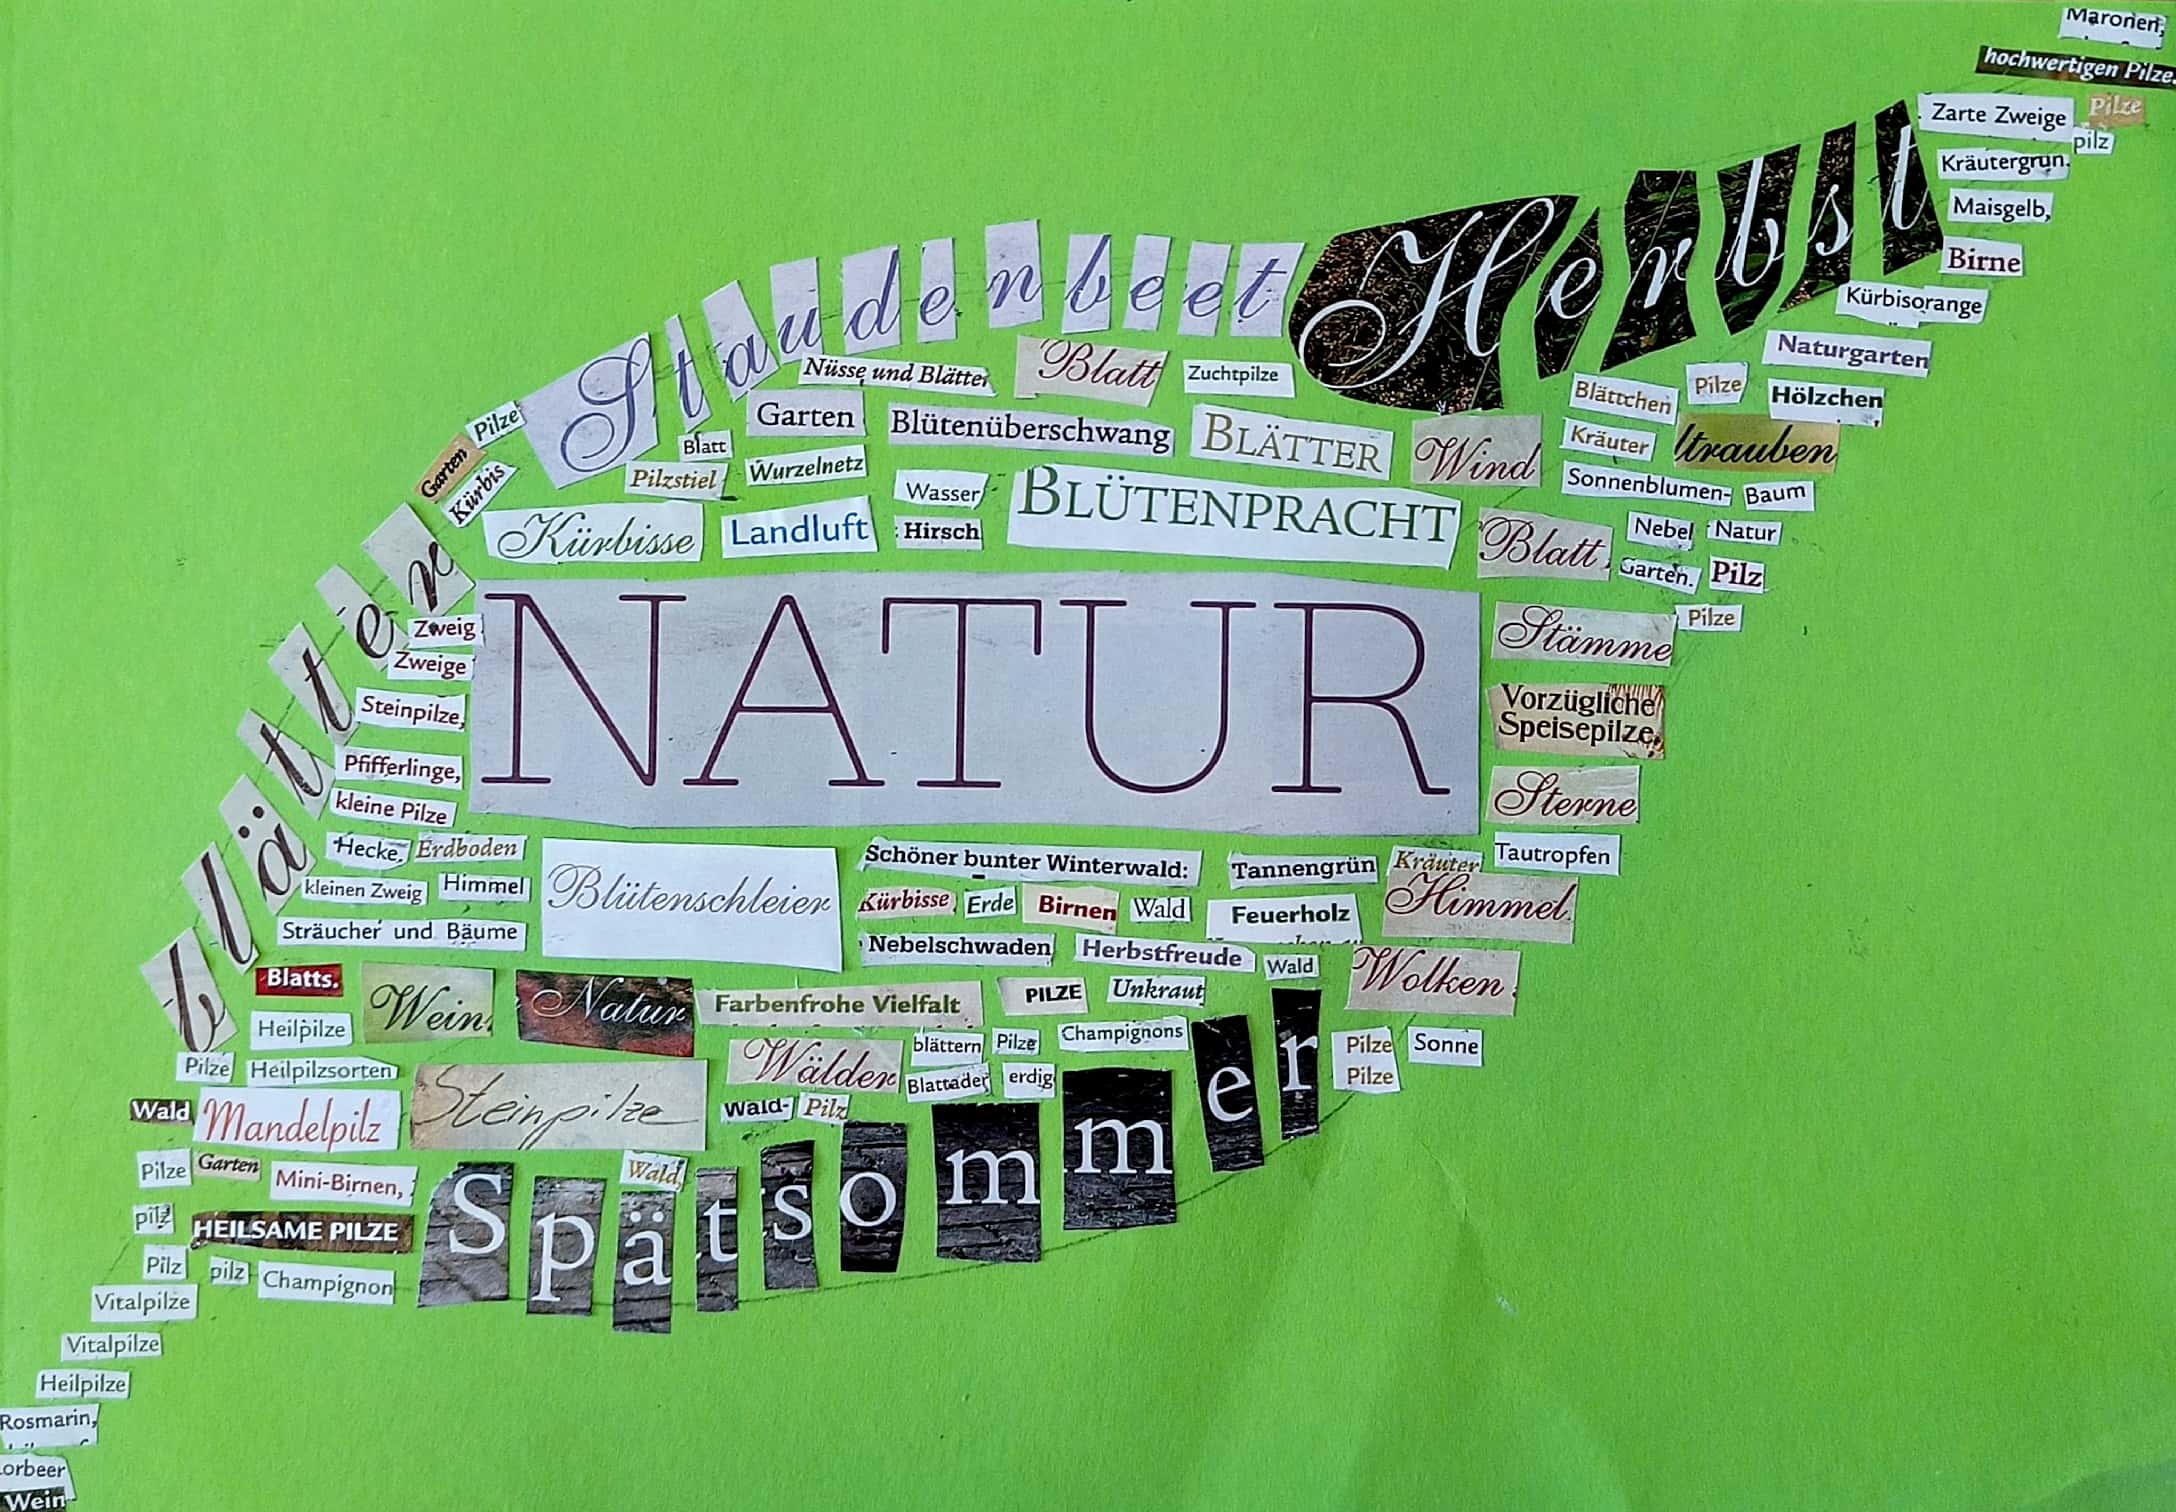 Maronen,
hochwertigen Pilze.
Zarte Zweige Pilze
pilz
Kräutergrün.
Maisgelb,
Birne
Kürbisorange
Naturgarten
Herbst
Staudenbeet
Nüsse und Blätter Blatt Zuchtpilze
Blättchen Pilze Hölzchen,
Pilze Blatt Garten Blütenüberschwang BLÄTTER Wind Kräuter ltrauben
Garten Kürbis Pilzstiel Wurzelnetz Wasser BLÜTENPRACHT Sonnenblumen- Baum
Kürbisse Landluft Hirsch Blatt, Nebel Natur
Garten. Pilz
blätter
NATUR
Zweig
Zweige
Steinpilze,
Pfifferlinge,
kleine Pilze
Stämme Pilze
Vorzügliche
Speisepilze,
Sterne
Hecke, Erdboden Schöner bunter Winterwald: Tannengrün Kräuter Tautropfen
kleinen Zweig Himmel Blütenschleier Kürbisse Erde Birnen Wald Feuerholz Himmel
Sträucher und Bäume Nebelschwaden Herbstfreude Wald Wolken
Blatts. Wein Natur Farbenfrohe Vielfalt PILZE Unkraut
Heilpilze blättern Pilze Champignons Pilze Sonne
Pilze
Pilze Heilpilzsorten Steinpilze Wälder Blattader erdig
Wald Mandelpilz Wald- Pilz
Pilze Garten Mini-Birnen, Wald,
Spätsommer
pilz HEILSAME PILZE
Pilz pilz Champignon
Vitalpilze
Vitalpilze
Heilpilze
Rosmarin,
Lorbeer
Wein